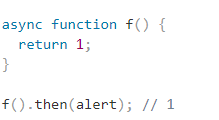 async function f() {
  return 1;
}
f().then(alert); // 1